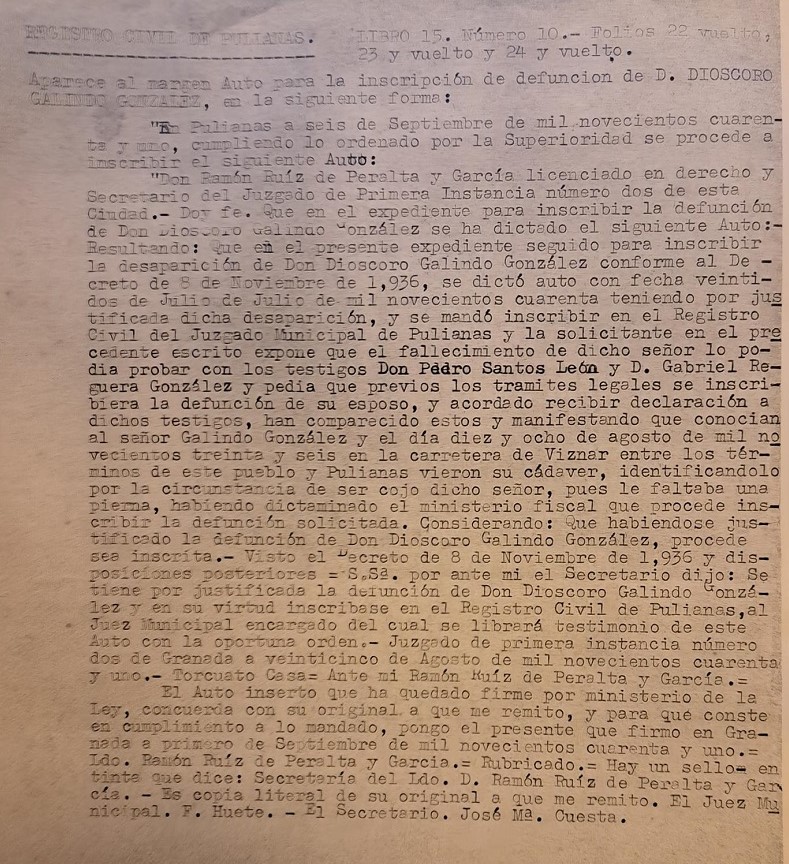 REGISTRO CIVIL DE PULIANAS. LIBRO 15. Número 10.- Folios 22 vuelto,
23 y vuelto y 24 y vuelto.
Aparece al margen Auto para la inscripción de defuncion de D. DIOSCORO
GALINDO GONZALEZ, en la siguiente forma:
"En Pulianas a seis de Septiembre de mil novecientos cuaren-
ta y uno, cumpliendo lo ordenado por la Superioridad se procede a
inscribir el siguiente Auto:
"Don Ramón Ruíz de Peralta y García licenciado en derecho y
Secretario del Juzgado de Primera Instancia número dos de esta
Ciudad.- Doy fe. Que en el expediente para inscribir la defunción
de Don Dioscoro Galindo González se ha dictado el siguiente Auto:-
Resultando: Que en el presente expediente seguido para inscribir
la desaparición de Don Dioscoro Galindo González conforme al De -
creto de 8 de Noviembre de 1,936, se dictó auto con fecha veinti-
dos de Julio de Julio de mil novecientos cuarenta teniendo por jus
tificada dicha desaparición, y se mandó inscribir en el Registro
Civil del Juzgado Municipal de Pulianas y la solicitante en el pre
cedente escrito expone que el fallecimiento de dicho señor lo po-
dia probar con los testigos Don Pdro Santos León y D. Gabriel Re-
guera González y pedia que previos los tramites legales se inscri-
biera la defunción de su esposo, y acordado recibir declaración a
dichos testigos, han comparecido estos y manifestando que conocian
al señor Galindo González y el día diez y ocho de agosto de mil no
vecientos treinta y seis en la carretera de Viznar entre los tér-
minos de este pueblo y Pulianas vieron su cádaver, identificandolo
por la circunstancia de ser cojo dicho señor, pues le faltaba una
pierna, habiendo dictaminado el ministerio fiscal que procede ins-
cribir la defunción solicitada. Considerando: Que habiendose jus-
tificado la defunción de Don Dioscoro Galindo González, procede
sea inscrita.- Visto el Decreto de 8 de Noviembre de 1,936 y dis-
posiciones posteriores = S.Sª. por ante mi el Secretario dijo: Se
tiene por justificada la defunción de Don Dioscoro Galindo Gonzá-
lez y en su virtud inscribase en el Registro Civil de Pulianas,al
Juez Municipal encargado del cual se librará testimonio de este
Auto con la oportuna orden.- Juzgado de primera instancia número
dos de Granada a veinticinco de Agosto de mil novecientos cuarenta
y uno.- Torcuato Casa= Ante mi Ramón Ruíz de Peralta y García.=
El Auto inserto que ha quedado firme por ministerio de la
Ley, concuerda con su original a que me remito, y para que conste
en cumplimiento a lo mandado, pongo el presente que firmo en Gra-
nada a primero de Septiembre de mil novecientos cuarenta y uno.=
Ldo. Ramón Ruíz de Peralta y Garcia.= Rubricado.= Hay un sello= en
tinta que dice: Secretaría del Ldo. D. Ramón Ruíz de Peralta y Gar
cía. - Es copia literal de su original a que me remito. El Juez Mu
nicipal. F. Huete. - El Secretario. José Mª. Cuesta.